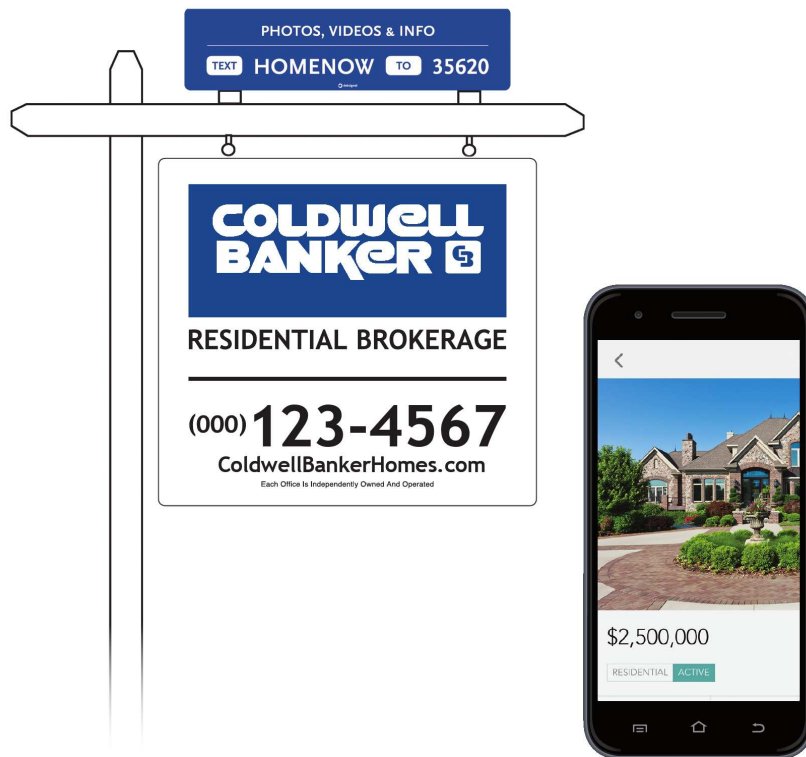 PHOTOS, VIDEOS & INFO
TEXT HOMENOW TO 35620
COLDWELL
BANKER CB
RESIDENTIAL BROKERAGE
(000) 123-4567
ColdwellBankerHomes.com
Each Office Is Independently Owned And Operated
$2,500,000
RESIDENTIAL ACTIVE